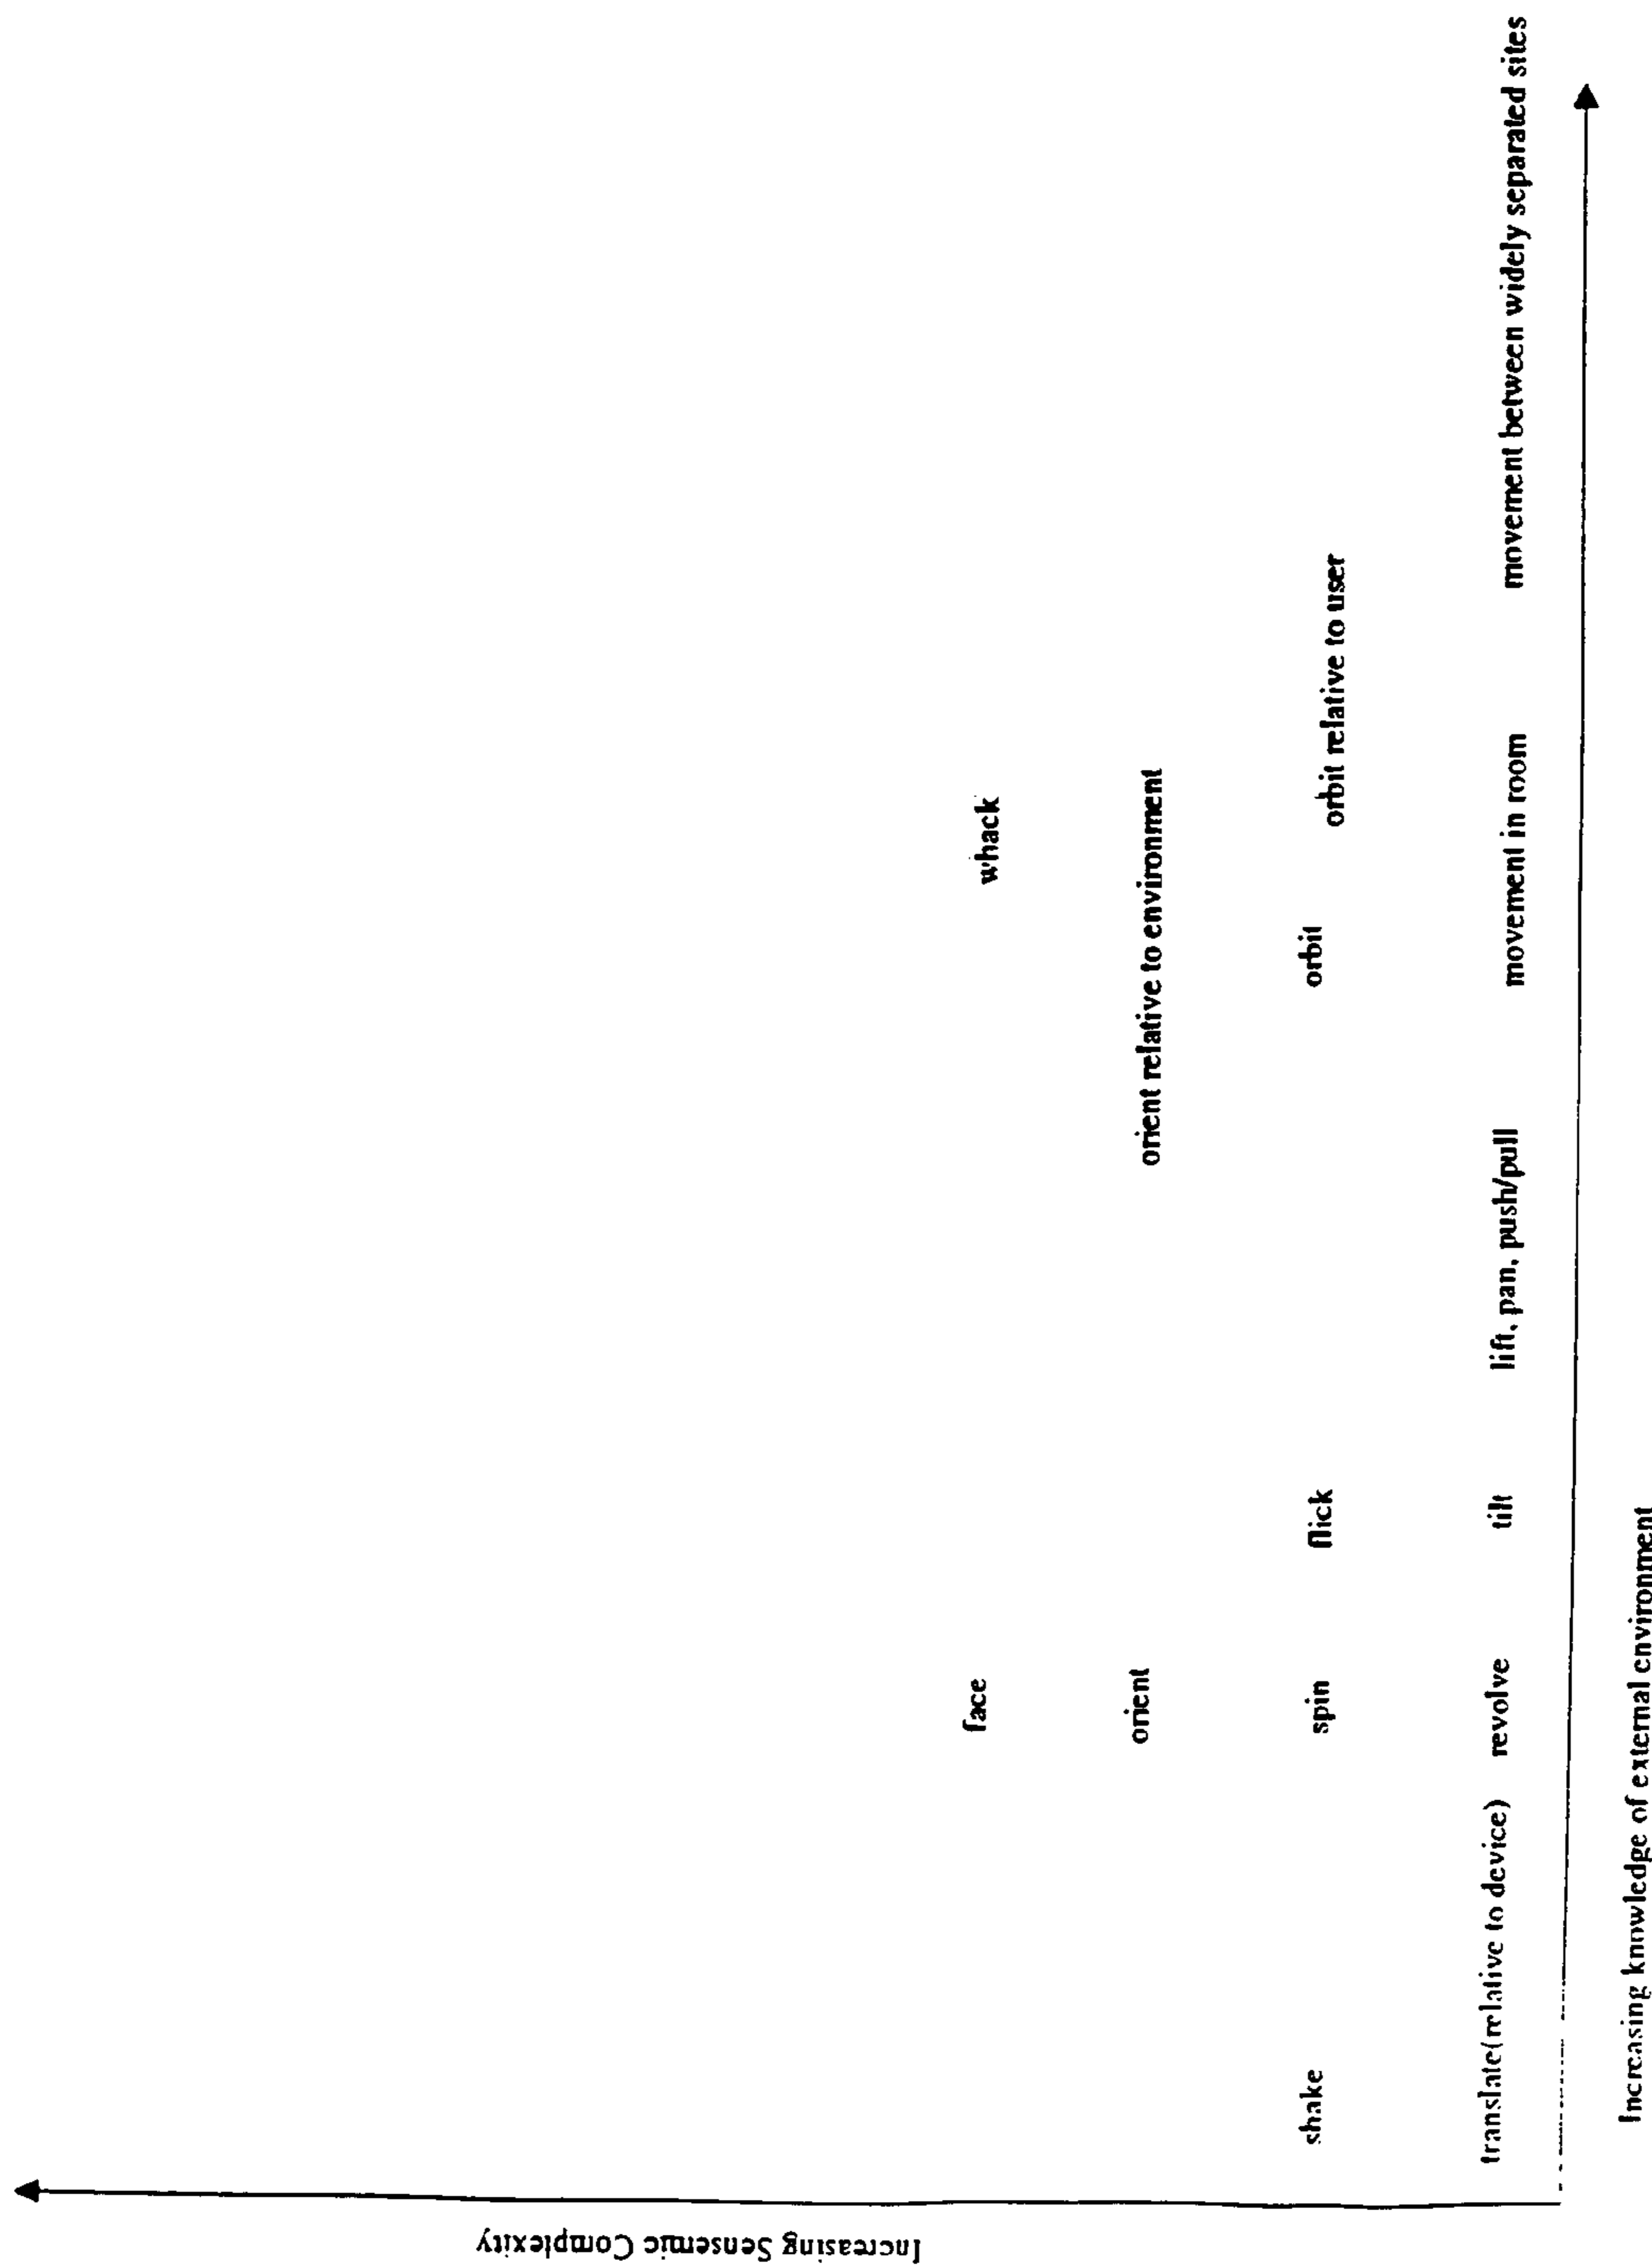 Increasing Sensemic Complexity
face
whack
orient
orient relative to environment
shake
spin
flick
orbit
orbit relative to user
translate(relative to device)
revolve
tilt
lift, pan, push/pull
movement in room
movement between widely separated sites
Increasing knowledge of external environment